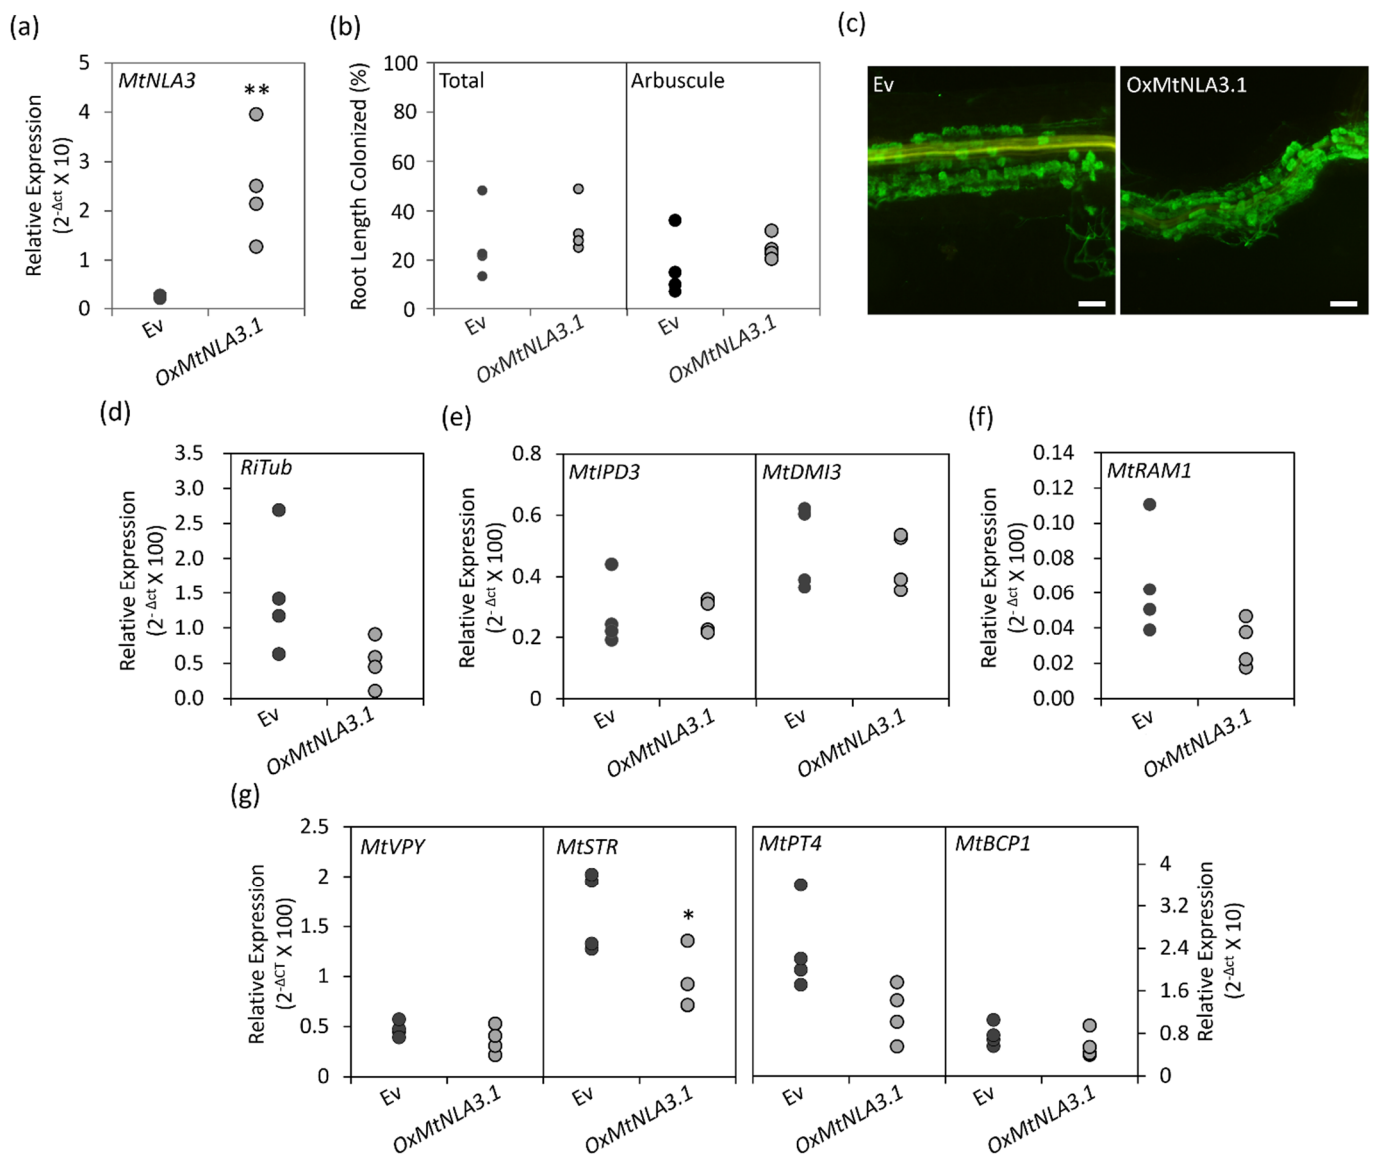 (a)
(b)
(c)
MtNLA3
**
5
4
3
2
1
0
Relative Expression
(2-Δct X 10)
Ev
OxMtNLA3.1
Total
Arbuscule
100
80
60
40
20
0
Root Length Colonized (%)
Ev
OxMtNLA3.1
Ev
OxMtNLA3.1
Ev
OxMtNLA3.1
(d)
(e)
(f)
RiTub
3.5
3.0
2.5
2.0
1.5
1.0
0.5
0.0
Relative Expression
(2- Δct X 100)
Ev
OxMtNLA3.1
MtIPD3
MtDMI3
0.8
0.6
0.4
0.2
0
Relative Expression
(2- Δct X 100)
Ev
OxMtNLA3.1
Ev
OxMtNLA3.1
MtRAM1
0.14
0.12
0.10
0.08
0.06
0.04
0.02
0.00
Relative Expression
(2- Δct X 100)
Ev
OxMtNLA3.1
(g)
MtVPY
MtSTR
MtPT4
MtBCP1
*
2.5
2
1.5
1
0.5
0
Relative Expression
(2-ΔCT X 100)
4
3.2
2.4
1.6
0.8
0
Relative Expression
(2-Δct X 10)
Ev
OxMtNLA3.1
Ev
OxMtNLA3.1
Ev
OxMtNLA3.1
Ev
OxMtNLA3.1